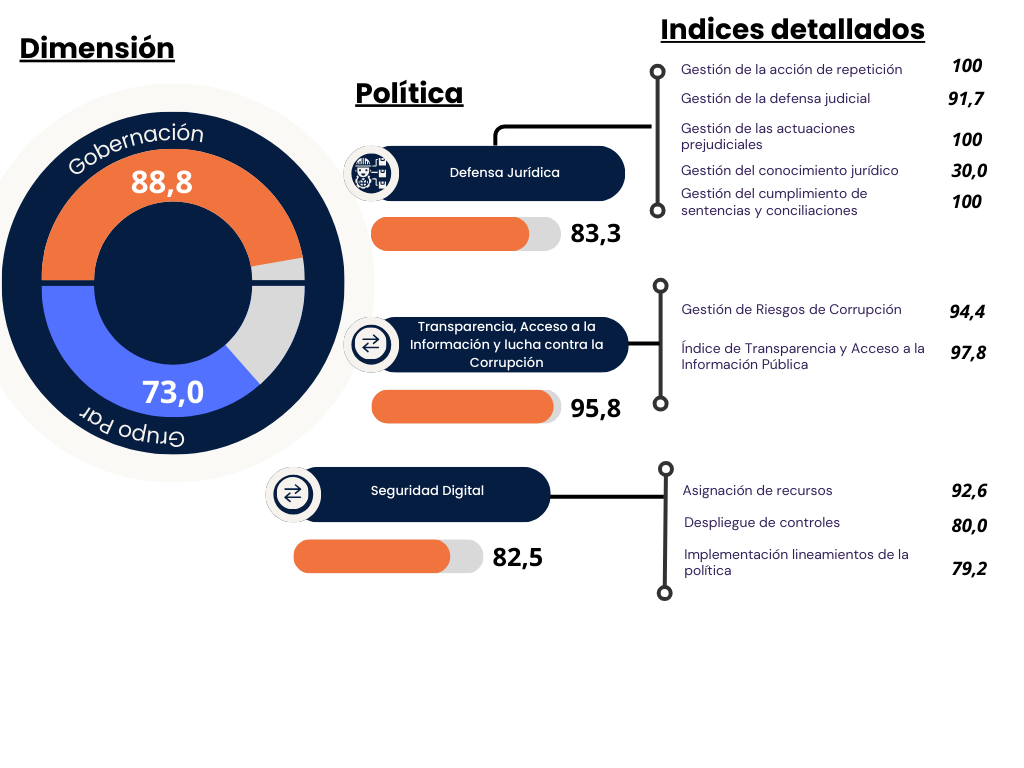 Dimensión
Gobernación
88,8
73,0
Grupo Par
Política
Defensa Jurídica
83,3
Transparencia, Acceso a la
Información y lucha contra la
Corrupción
95,8
Seguridad Digital
82,5
Indices detallados
Gestión de la acción de repetición 100
Gestión de la defensa judicial 91,7
Gestión de las actuaciones
prejudiciales 100
Gestión del conocimiento jurídico 30,0
Gestión del cumplimiento de
sentencias y conciliaciones 100
Gestión de Riesgos de Corrupción 94,4
Índice de Transparencia y Acceso a la
Información Pública 97,8
Asignación de recursos 92,6
Despliegue de controles 80,0
Implementación lineamientos de la
política 79,2